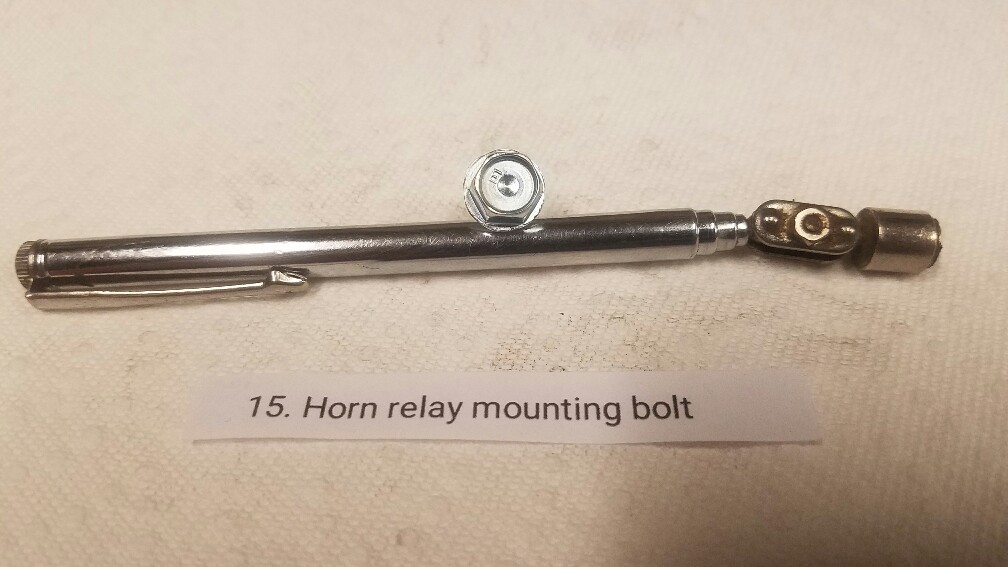 15. Horn relay mounting bolt